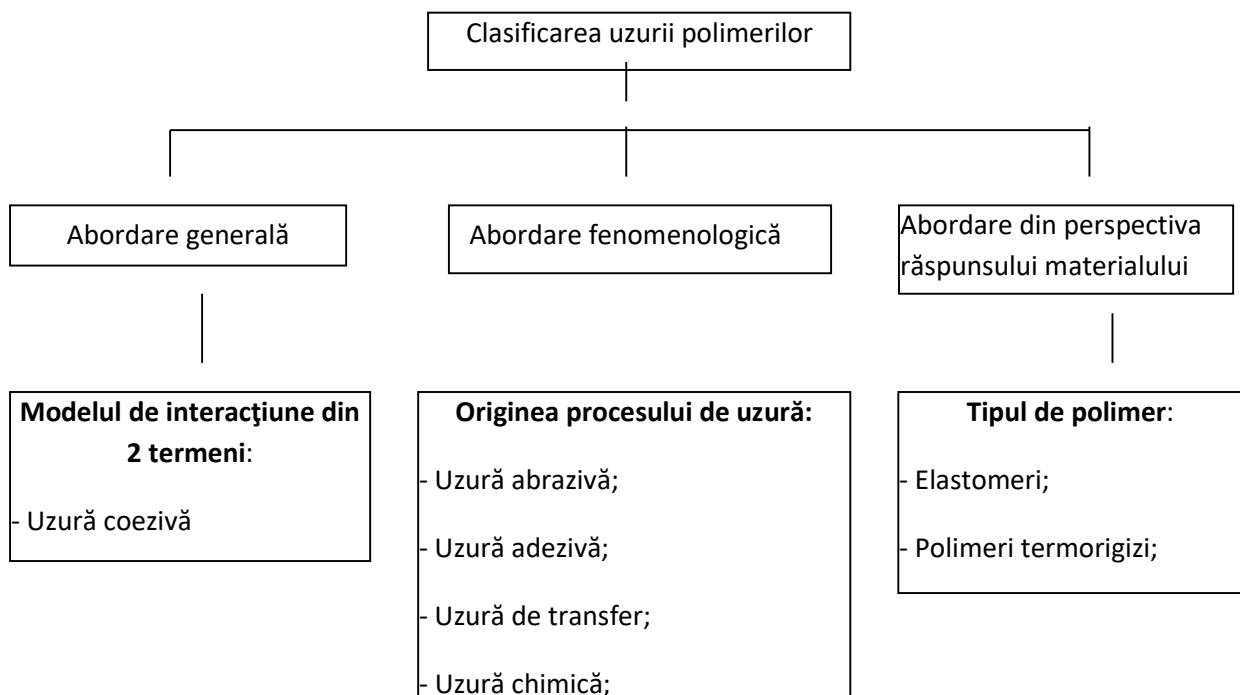 Clasificarea uzurii polimerilor
Abordare generală
Abordare fenomenologică
Abordare din perspectiva
răspunsului materialului
Modelul de interacţiune din
2 termeni:
- Uzură coezivă
Originea procesului de uzură:
- Uzură abrazivă;
- Uzură adezivă;
- Uzură de transfer;
- Uzură chimică;
Tipul de polimer:
- Elastomeri;
- Polimeri termorigizi;